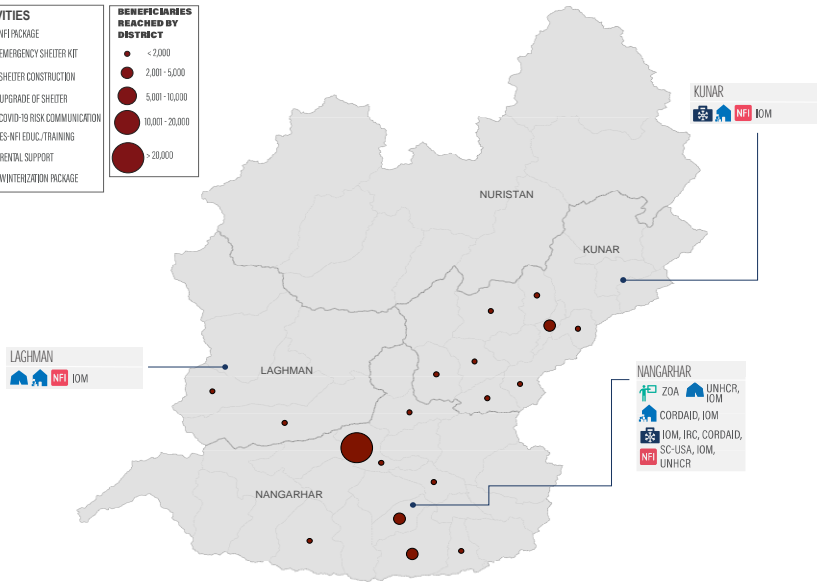 VITIES
NFI PACKAGE
EMERGENCY SHELTER KIT
SHELTER CONSTRUCTION
UPGRADE OF SHELTER
COVID-19 RISK COMMUNICATION
ES-NFI EDUC./TRAINING
RENTAL SUPPORT
WINTERIZATION PACKAGE
BENEFICIARIES
REACHED BY
DISTRICT
< 2,000
2,001 - 5,000
5,001 - 10,000
10,001 - 20,000
> 20,000
KUNAR
NFI IOM
NURISTAN
KUNAR
LAGHMAN
NFI IOM
LAGHMAN
NANGARHAR
ZOA UNHCR,
IOM
CORDAID, IOM
IOM, IRC, CORDAID,
NFI SC-USA, IOM,
UNHCR
NANGARHAR